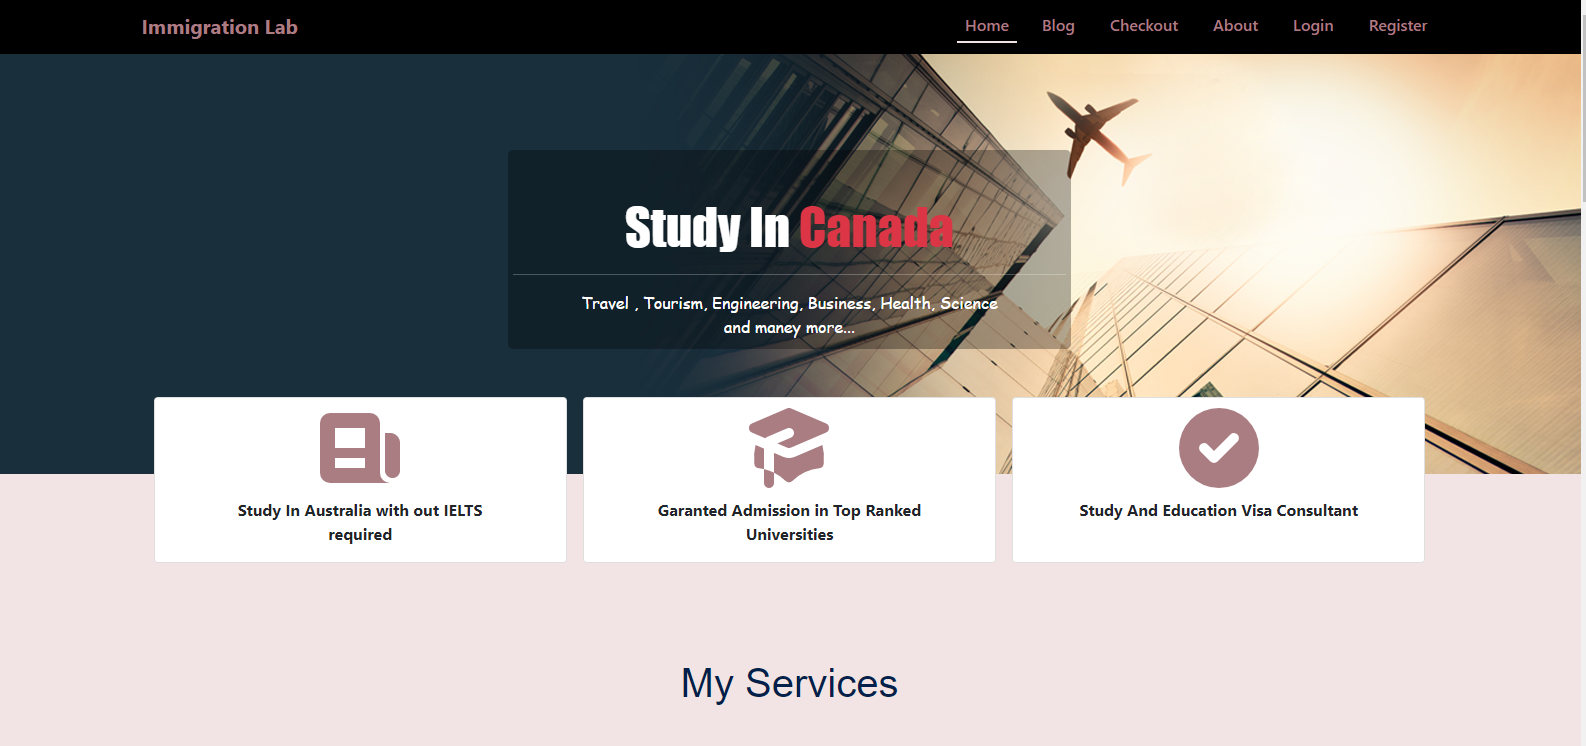 Immigration Lab
Home Blog Checkout About Login Register
Study In Canada
Travel , Tourism, Engineering, Business, Health, Science
and maney more...
Study In Australia with out IELTS
required
Garanted Admission in Top Ranked
Universities
Study And Education Visa Consultant
My Services